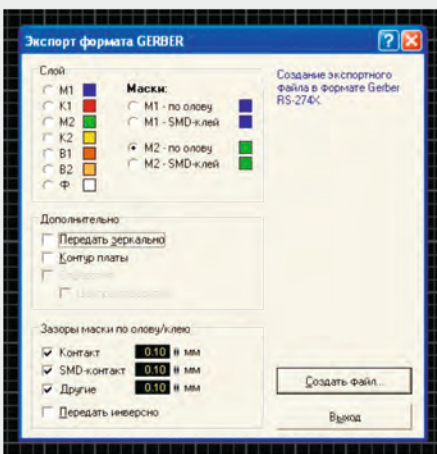 Экспорт формата GERBER
Слой
М1
К1
М2
К2
В1
В2
Ф
Маски:
М1 - по олову
М1 - SMD-клей
М2 - по олову
М2 - SMD-клей
Создание экспортного
файла в формате Gerber
RS-274X.
Дополнительно
Передать зеркально
Контур платы
Зазоры маски по олову/клею
Контакт 0.10 мм
SMD-контакт 0.10 мм
Другие 0.10 мм
Передать инверсно
Создать файл...
Выход